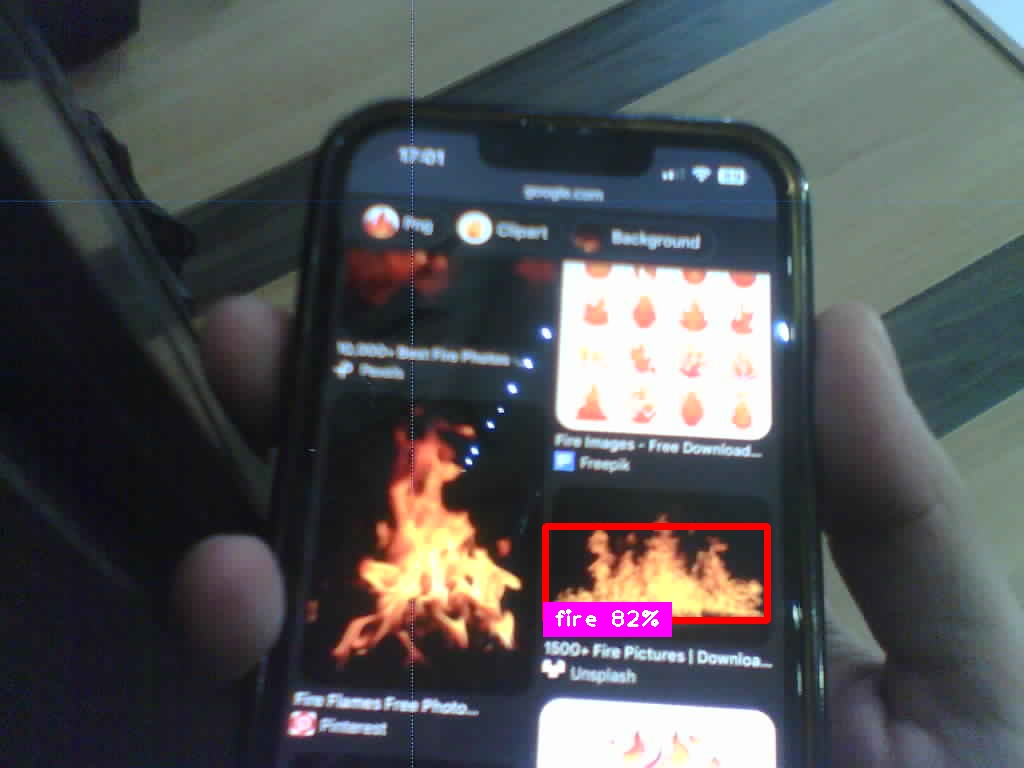 17:01
google.com
Png
Clipart
Background
10,000+ Best Fire Photos
Pexels
Fire Images - Free Download...
Freepik
fire 82%
1500+ Fire Pictures | Downloa...
Unsplash
Fire Flames Free Photo...
Pinterest